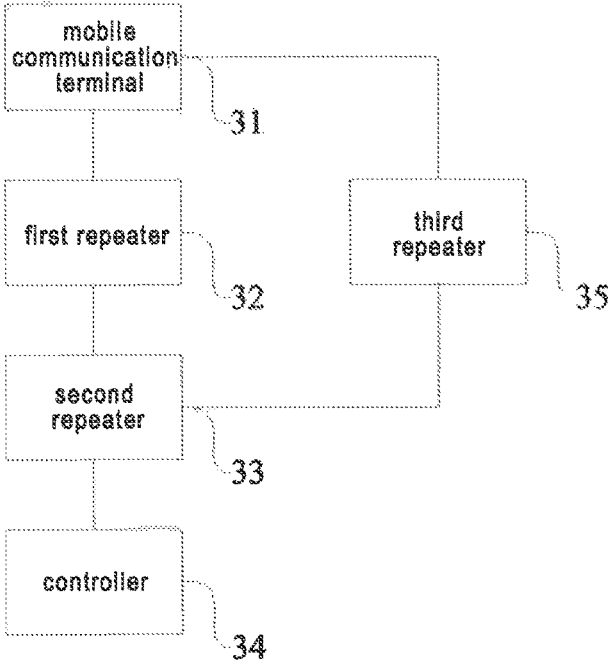 mobile
communication
terminal
31
first repeater
32
third
repeater
35
second
repeater
33
controller
34